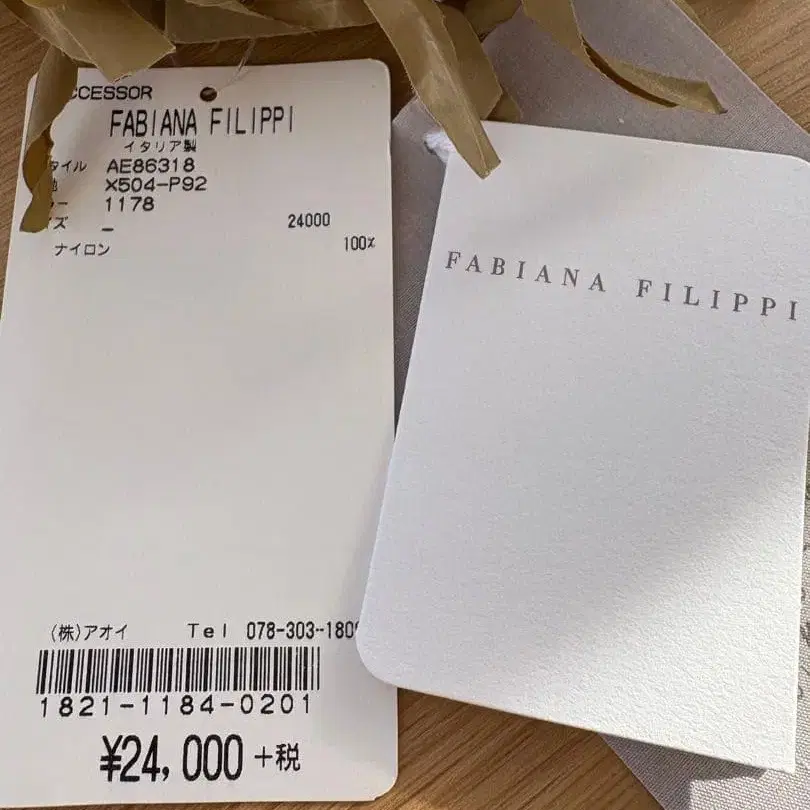 CCESSOR
FABIANA FILIPPI
イタリア製
タイル AE86318
地 X504-P92
ー 1178
ズ _ 24000
ナイロン 100%
(株)アオイ Tel 078-303-180
1821-1184-0201
¥24,000+税
FABIANA FILIPPI